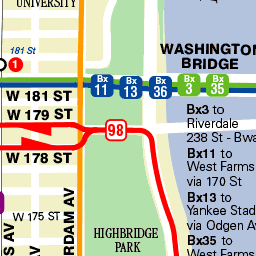 UNIVERSITY
181 St
1
WASHINGTON
BRIDGE
Bx 11
Bx 13
Bx 36
Bx 3
Bx 35
W 181 ST
W 179 ST
98
W 178 ST
W 175 ST
HIGHBRIDGE
PARK
Bx3 to
Riverdale
238 St - Bwa
Bx11 to
West Farms
via 170 St
Bx13 to
Yankee Stad
via Odgen Av
Bx35 to
West Farms
RDAM AV
S AV